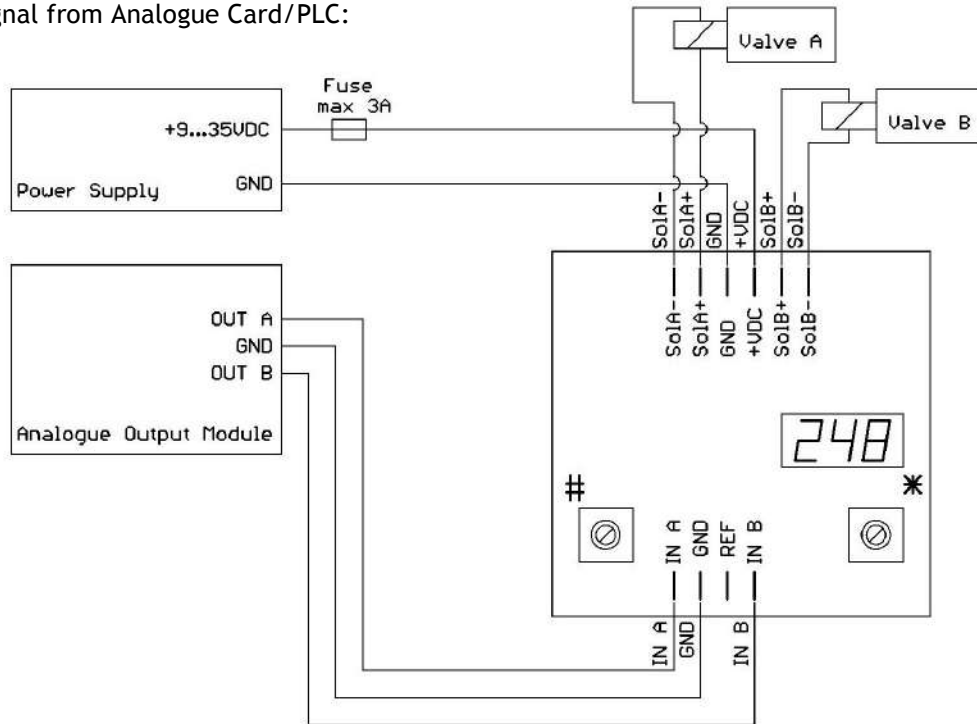 gnal from Analogue Card/PLC:
Valve A
Fuse
max 3A
+9...35VDC
GND
Power Supply
Valve B
SolA-
SolA+
GND
+VDC
SolB+
SolB-
SolA-
SolA+
GND
+VDC
SolB+
SolB-
OUT A
GND
OUT B
Analogue Output Module
248
#
*
IN A
GND
REF
IN B
IN A
GND
IN B